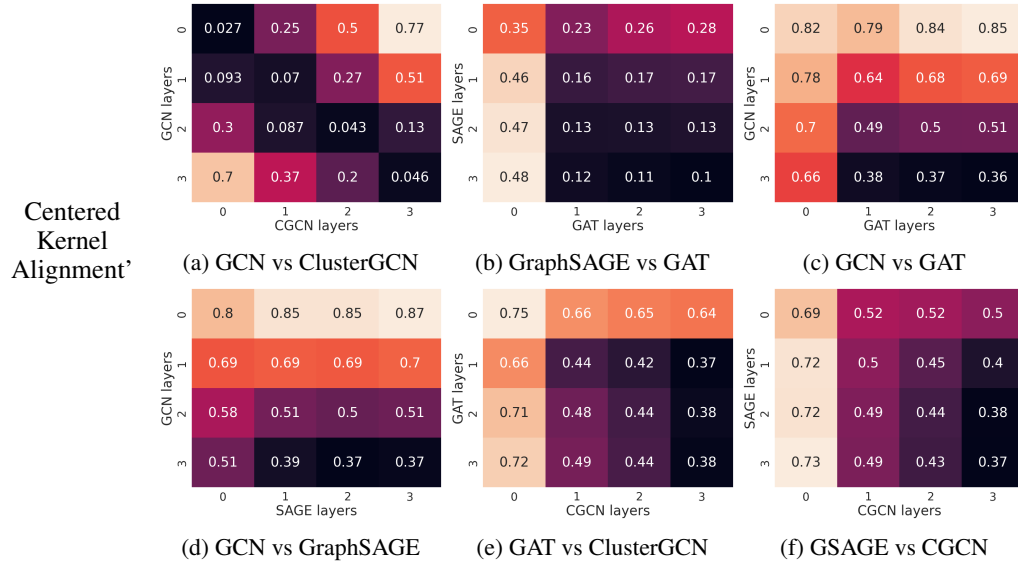 Centered
Kernel
Alignment’
GCN layers
0 0.027 0.25 0.5 0.77
1 0.093 0.07 0.27 0.51
2 0.3 0.087 0.043 0.13
3 0.7 0.37 0.2 0.046
0 1 2 3
CGCN layers
(a) GCN vs ClusterGCN
SAGE layers
0.35 0.23 0.26 0.28
0.46 0.16 0.17 0.17
0.47 0.13 0.13 0.13
0.48 0.12 0.11 0.1
0 1 2 3
GAT layers
(b) GraphSAGE vs GAT
GCN layers
0 0.82 0.79 0.84 0.85
1 0.78 0.64 0.68 0.69
2 0.7 0.49 0.5 0.51
3 0.66 0.38 0.37 0.36
0 1 2 3
GAT layers
(c) GCN vs GAT
GCN layers
0 0.8 0.85 0.85 0.87
1 0.69 0.69 0.69 0.7
2 0.58 0.51 0.5 0.51
3 0.51 0.39 0.37 0.37
0 1 2 3
SAGE layers
(d) GCN vs GraphSAGE
GAT layers
0 0.75 0.66 0.65 0.64
1 0.66 0.44 0.42 0.37
2 0.71 0.48 0.44 0.38
3 0.72 0.49 0.44 0.38
0 1 2 3
CGCN layers
(e) GAT vs ClusterGCN
SAGE layers
0 0.69 0.52 0.52 0.5
1 0.72 0.5 0.45 0.4
2 0.72 0.49 0.44 0.38
3 0.73 0.49 0.43 0.37
0 1 2 3
CGCN layers
(f) GSAGE vs CGCN